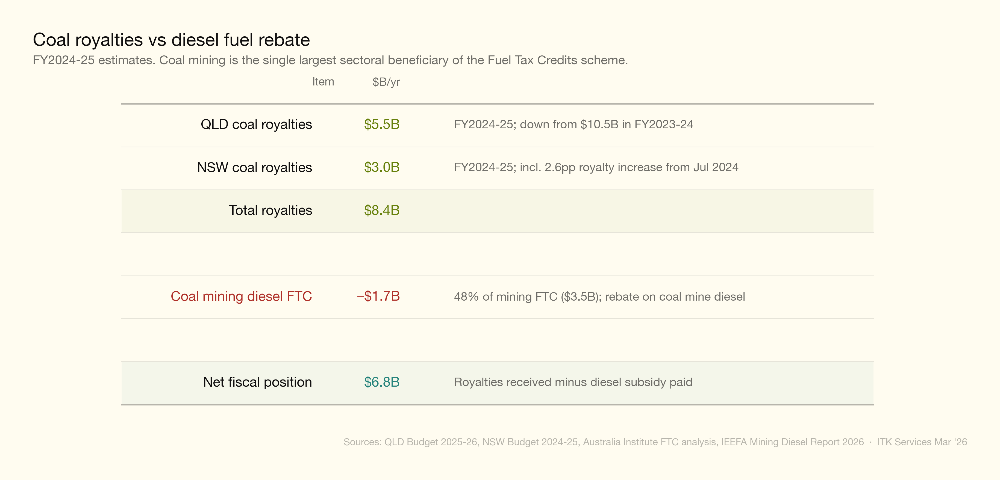 Coal royalties vs diesel fuel rebate
FY2024-25 estimates. Coal mining is the single largest sectoral beneficiary of the Fuel Tax Credits scheme.
Item $B/yr
QLD coal royalties $5.5B FY2024-25; down from $10.5B in FY2023-24
NSW coal royalties $3.0B FY2024-25; incl. 2.6pp royalty increase from Jul 2024
Total royalties $8.4B
Coal mining diesel FTC –$1.7B 48% of mining FTC ($3.5B); rebate on coal mine diesel
Net fiscal position $6.8B Royalties received minus diesel subsidy paid
Sources: QLD Budget 2025-26, NSW Budget 2024-25, Australia Institute FTC analysis, IEEFA Mining Diesel Report 2026 · ITK Services Mar '26